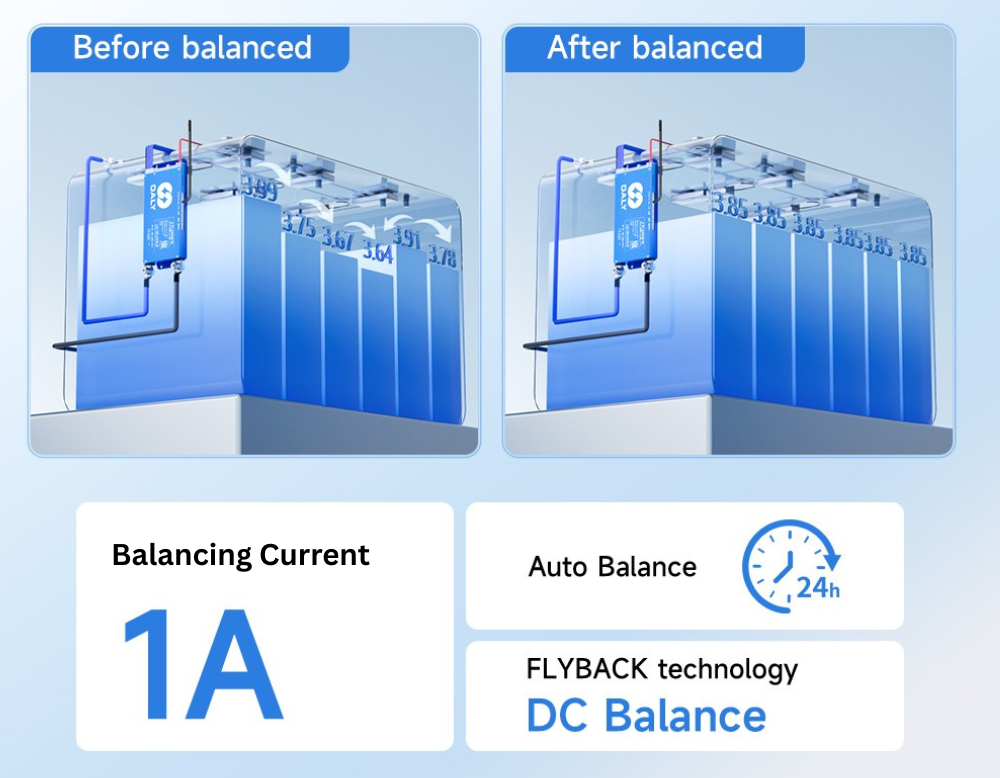 Before balanced
After balanced
DALY
3.99
3.75
3.67
3.64
3.91
3.78
DALY
3.85
3.85
3.85
3.85
3.85
3.85
Balancing Current
1A
Auto Balance
24h
FLYBACK technology
DC Balance